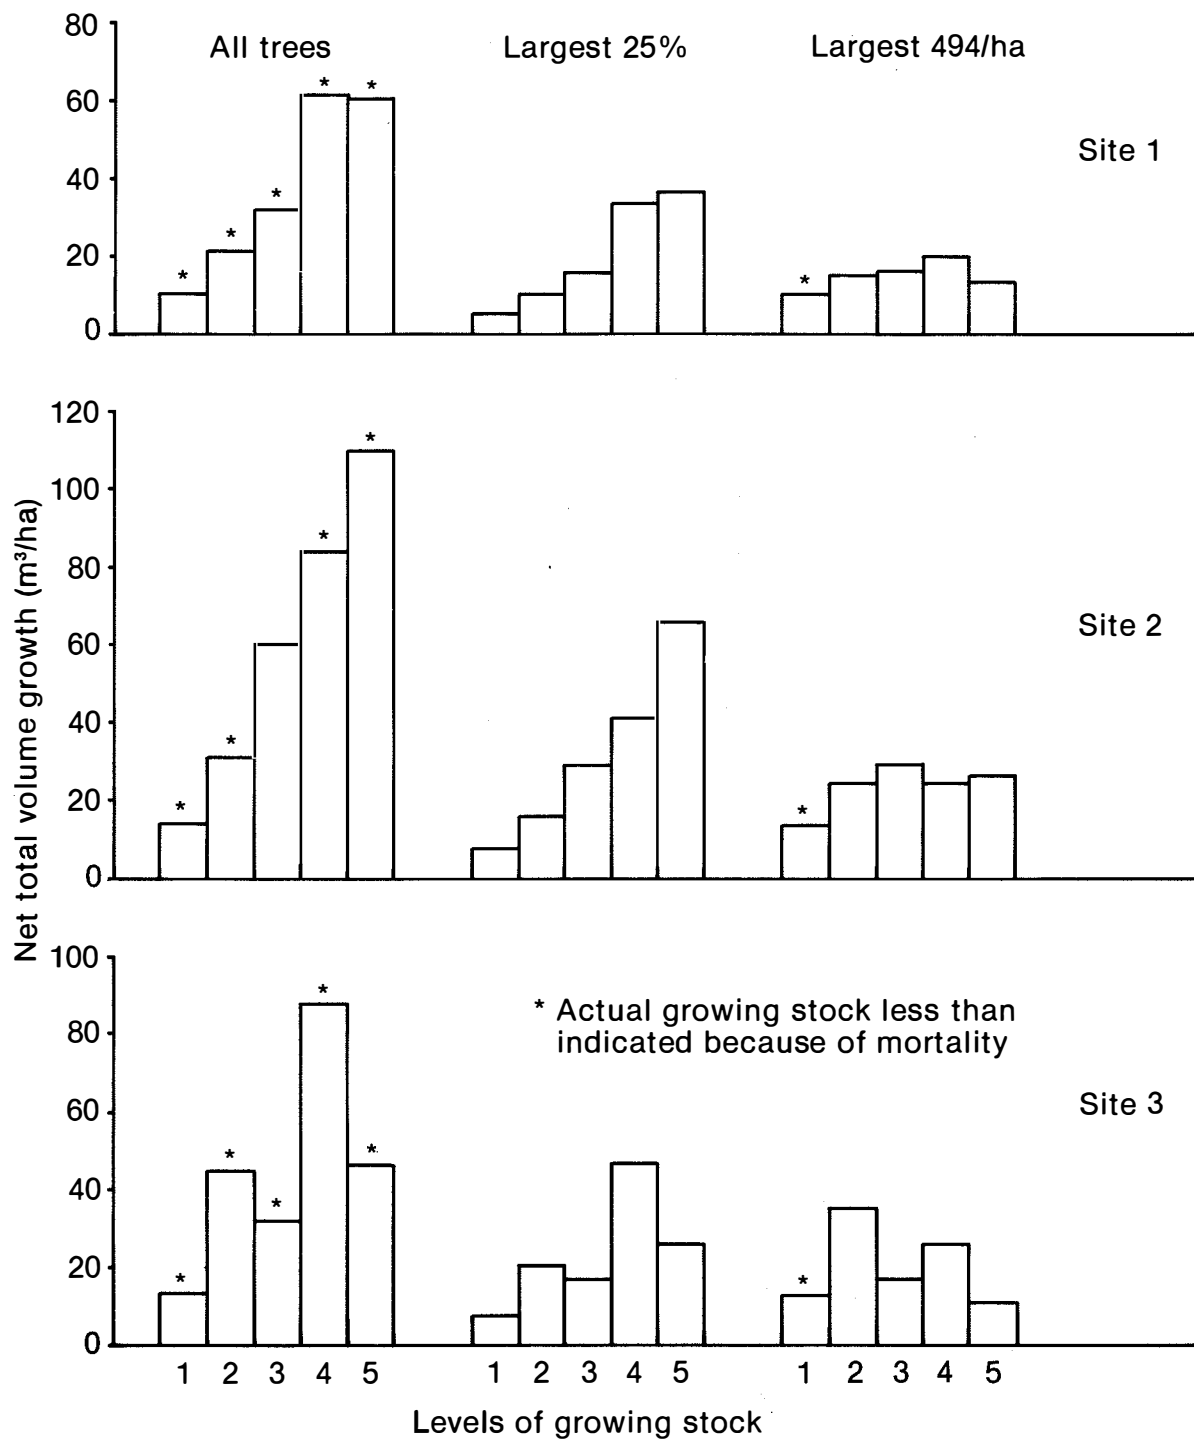 All trees
Largest 25%
Largest 494/ha
80
60
40
20
0
* * * * *
*
Site 1
Net total volume growth (m³/ha)
120
100
80
60
40
20
0
* * * *
*
Site 2
100
80
60
40
20
0
* * * * *
*
* Actual growing stock less than
indicated because of mortality
Site 3
1 2 3 4 5
1 2 3 4 5
1 2 3 4 5
Levels of growing stock